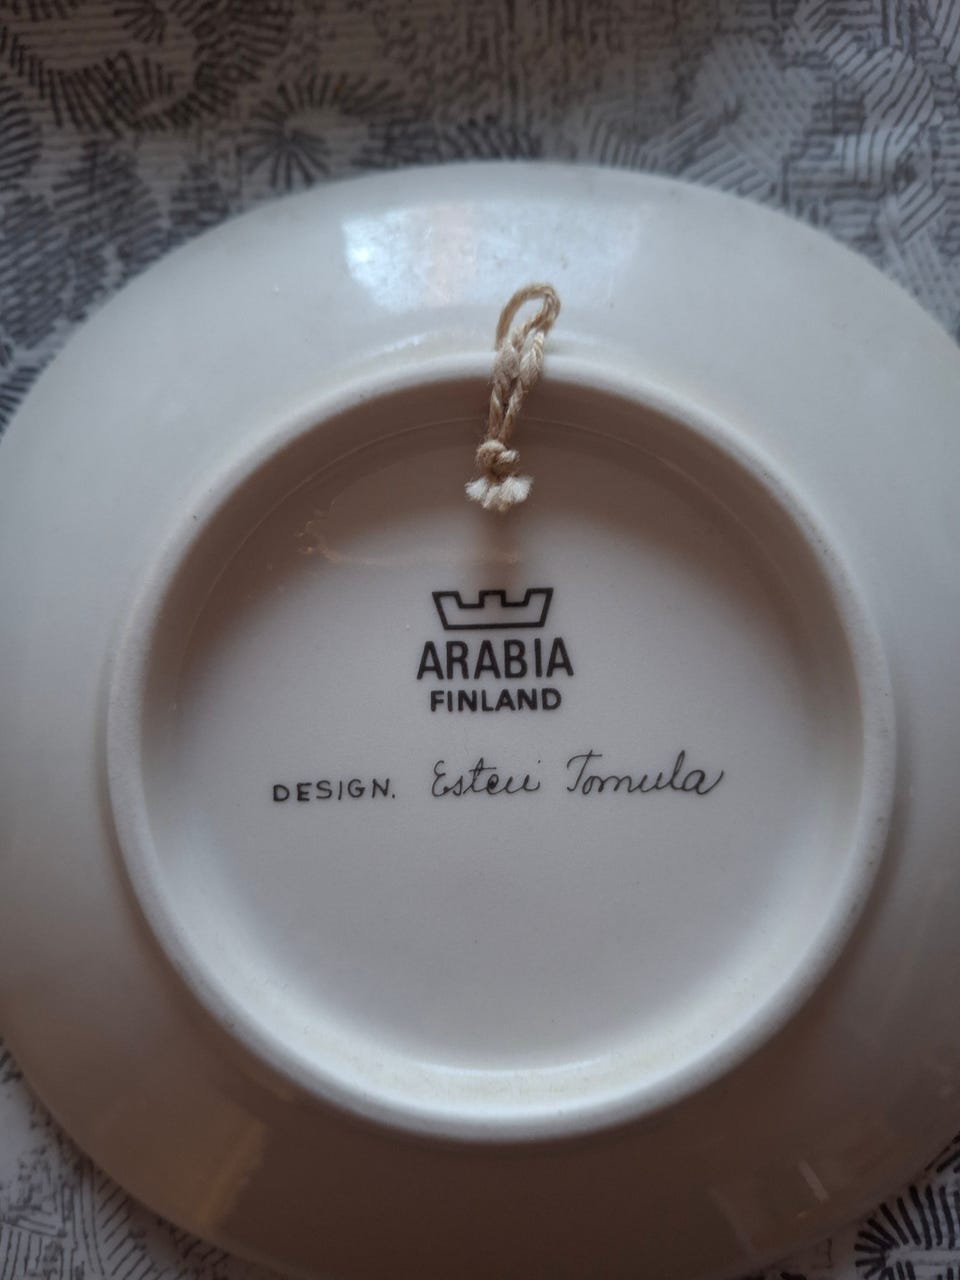 ARABIA
FINLAND
DESIGN. Esteri Tomula